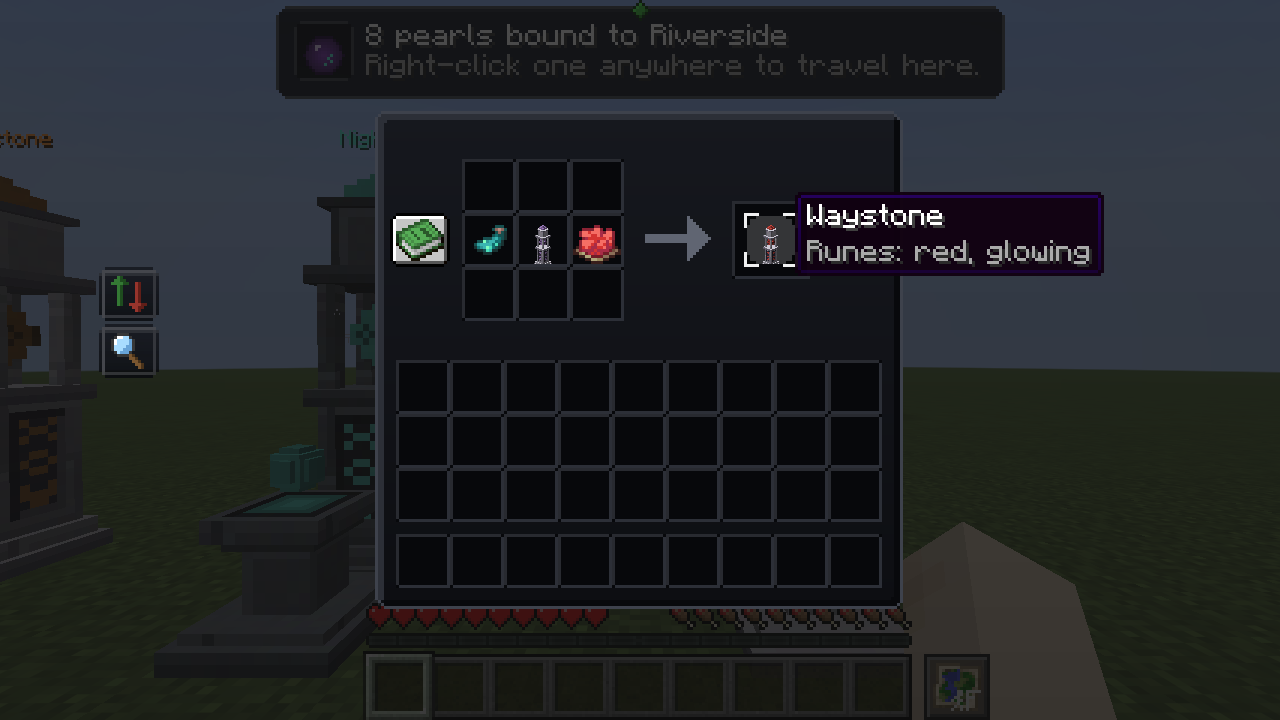 8 pearls bound to Riverside
Right-click one anywhere to travel here.
Waystone
Runes: red, glowing